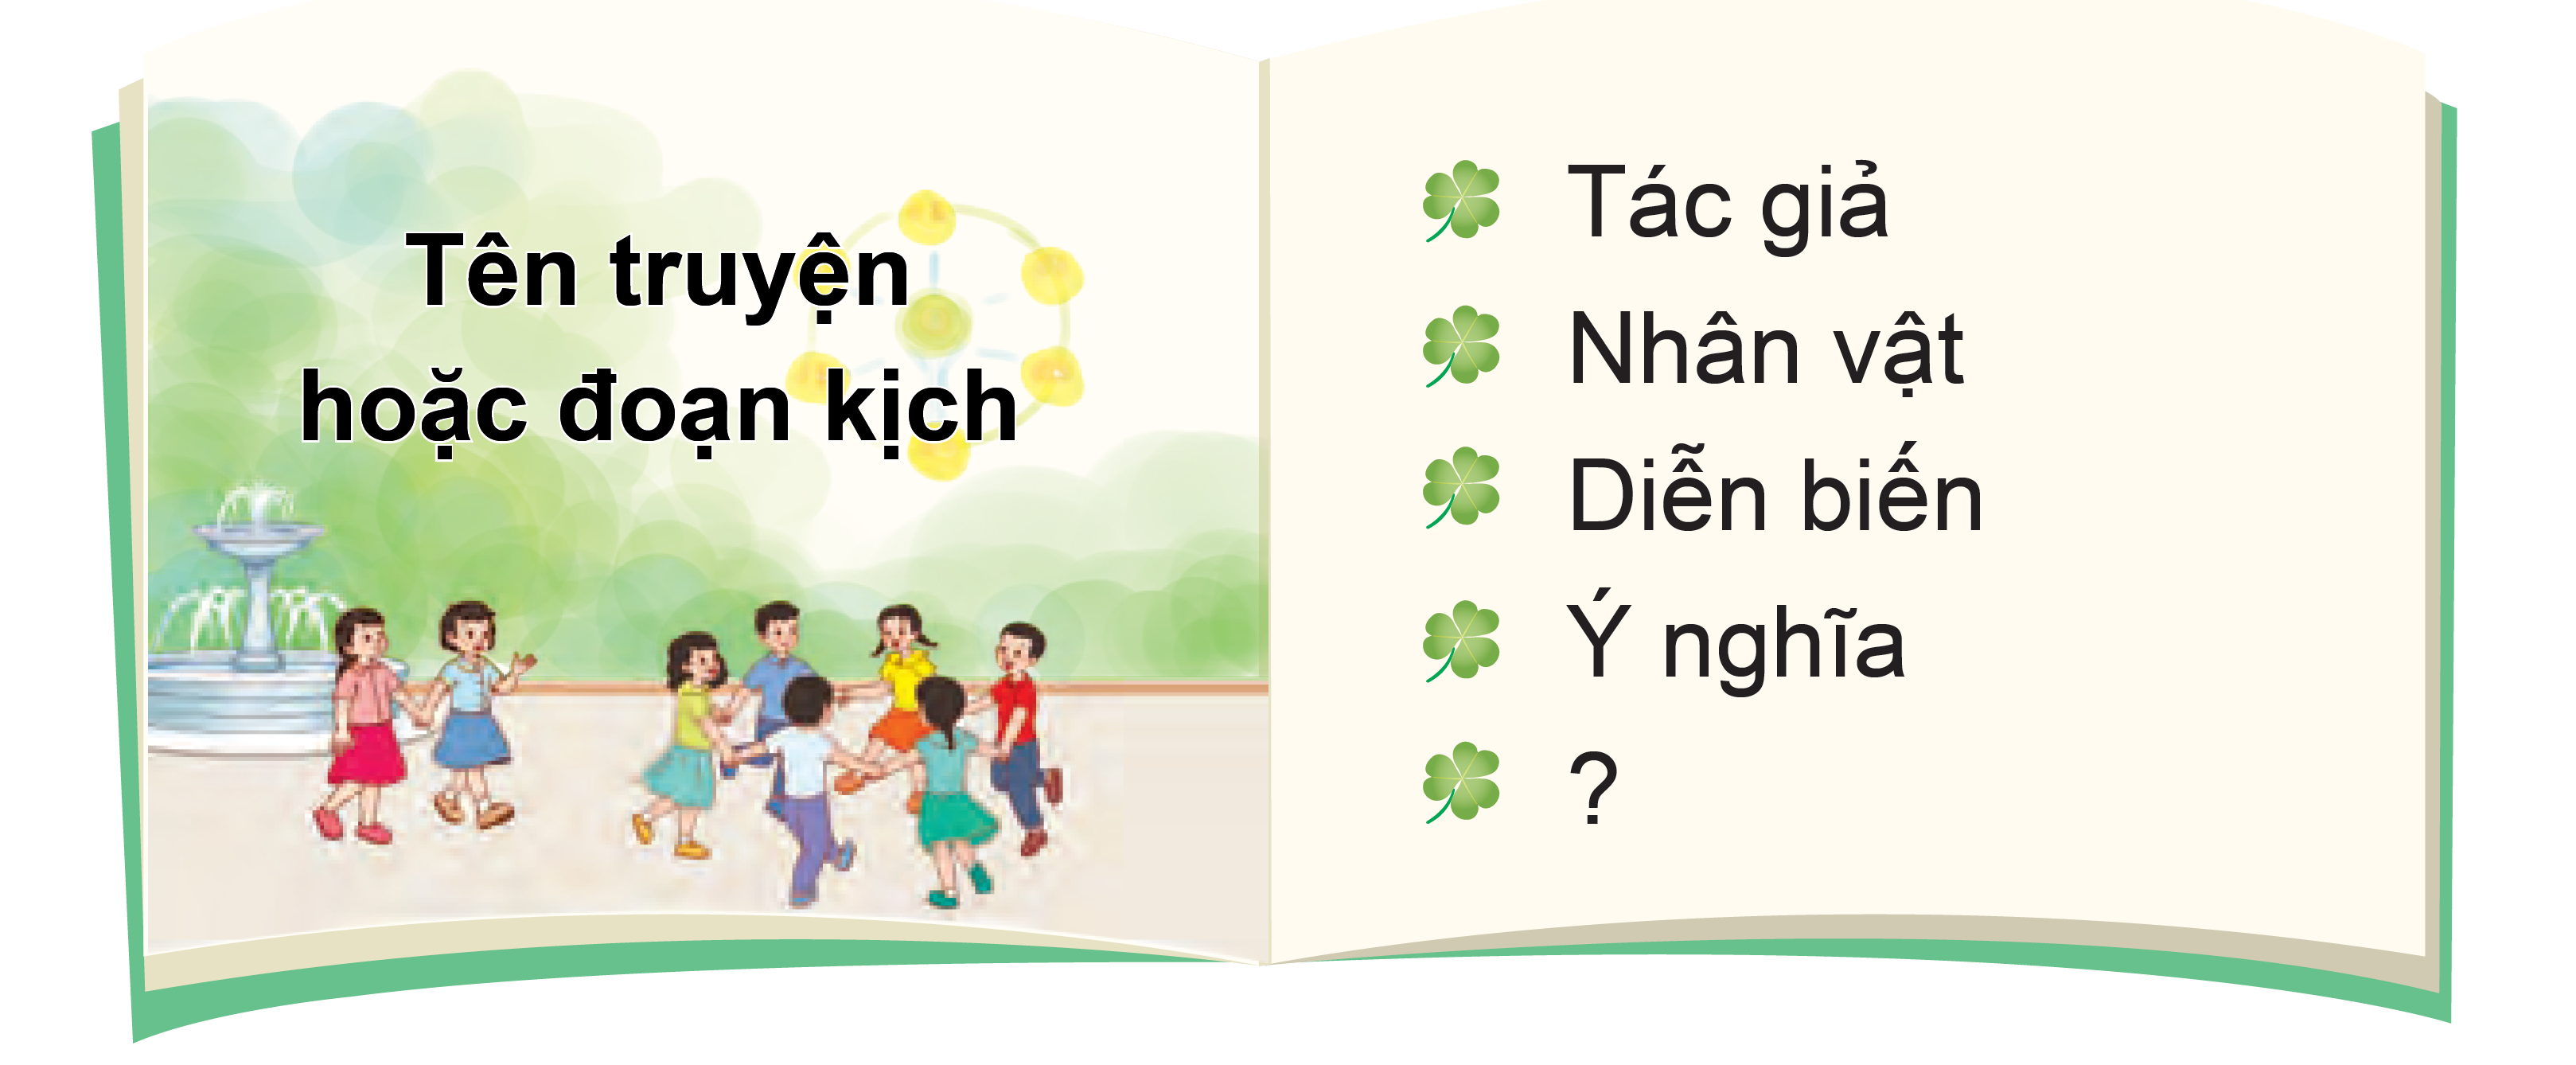 Tên truyện
hoặc đoạn kịch
Tác giả
Nhân vật
Diễn biến
Ý nghĩa
?